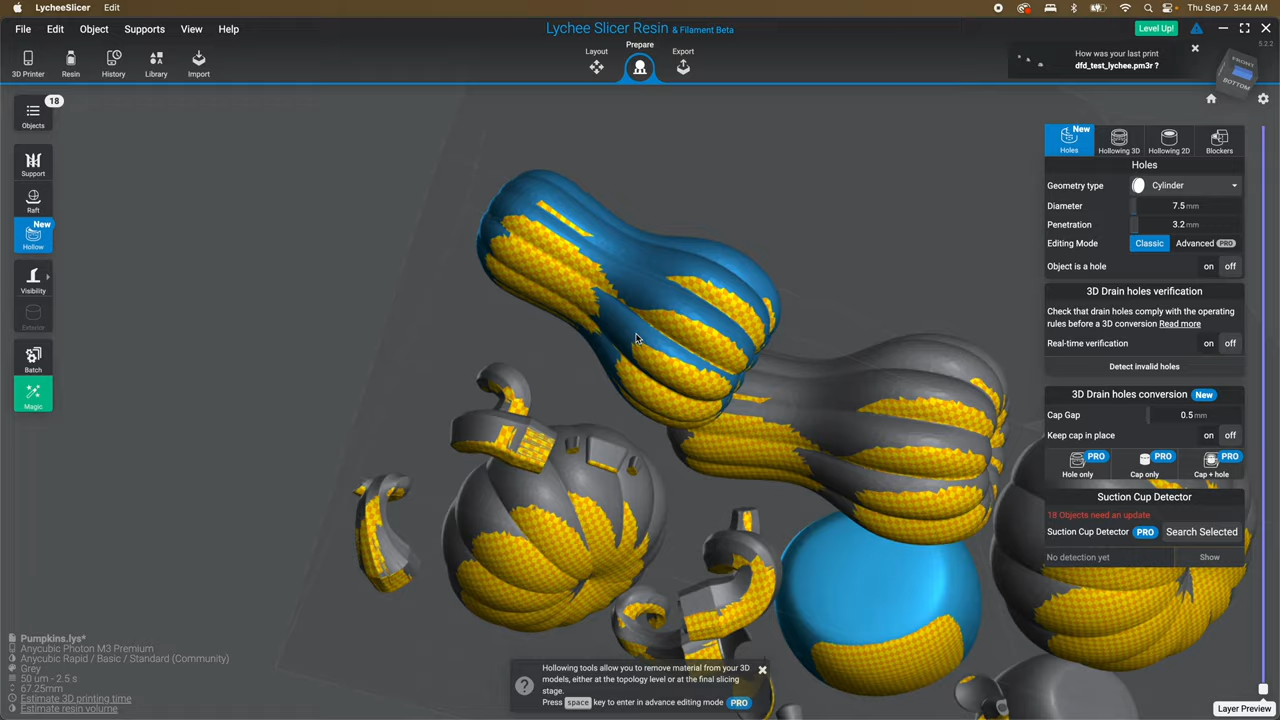 LycheeSlicer Edit
Thu Sep 7 3:44 AM
File Edit Object Supports View Help
Lychee Slicer Resin & Filament Beta
Level Up!
5.2.2
3D Printer Resin History Library Import
Layout Prepare Export
How was your last print
dfd_test_lychee.pm3r ?
FRONT
BOTTOM
18
Objects
Support
Raft
New
Hollow
Visibility
Exterior
Batch
Magic
New
Holes Hollowing 3D Hollowing 2D Blockers
Holes
Geometry type Cylinder
Diameter 7.5 mm
Penetration 3.2 mm
Editing Mode Classic Advanced PRO
Object is a hole on off
3D Drain holes verification
Check that drain holes comply with the operating
rules before a 3D conversion Read more
Real-time verification on off
Detect invalid holes
3D Drain holes conversion New
Cap Gap 0.5 mm
Keep cap in place on off
PRO PRO PRO
Hole only Cap only Cap + hole
Suction Cup Detector
18 Objects need an update
Suction Cup Detector PRO Search Selected
No detection yet Show
Pumpkins.lys*
Anycubic Photon M3 Premium
Anycubic Rapid / Basic / Standard (Community)
Grey
50 um - 2.5 s
67.25mm
Estimate 3D printing time
Estimate resin volume
? Hollowing tools allow you to remove material from your 3D
models, either at the topology level or at the final slicing
stage.
Press space key to enter in advance editing mode PRO
Layer Preview